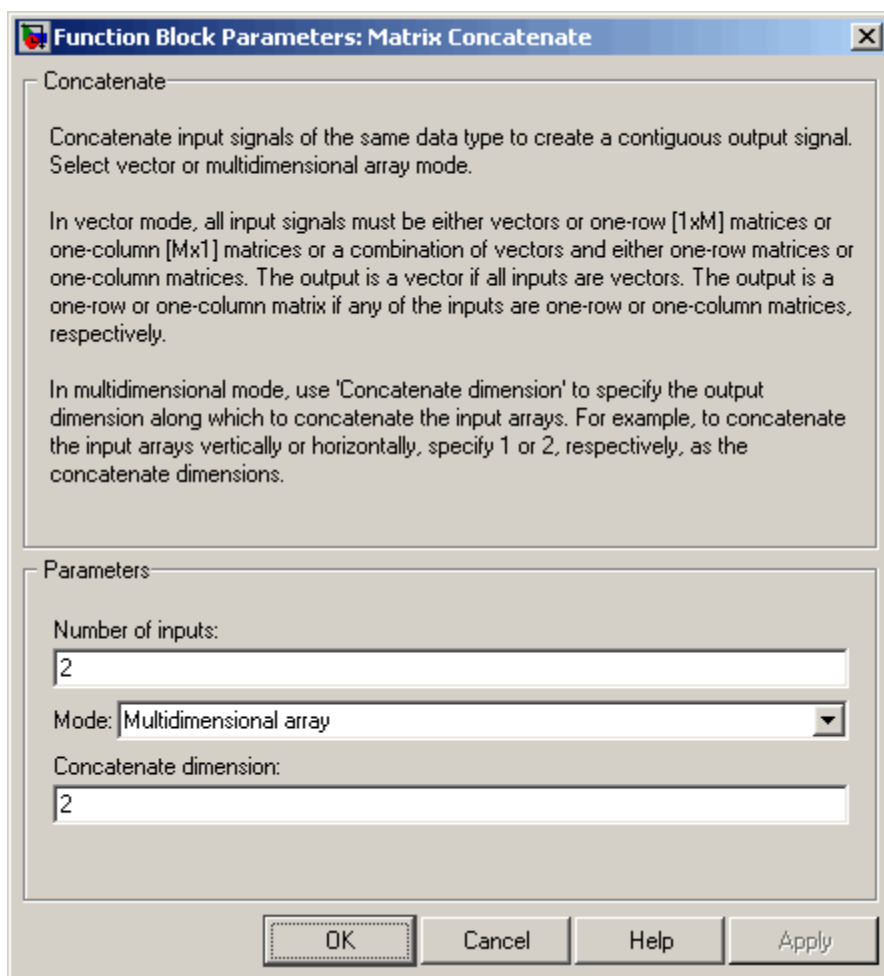 Function Block Parameters: Matrix Concatenate
Concatenate
Concatenate input signals of the same data type to create a contiguous output signal.
Select vector or multidimensional array mode.
In vector mode, all input signals must be either vectors or one-row [1xM] matrices or
one-column [Mx1] matrices or a combination of vectors and either one-row matrices or
one-column matrices. The output is a vector if all inputs are vectors. The output is a
one-row or one-column matrix if any of the inputs are one-row or one-column matrices,
respectively.
In multidimensional mode, use 'Concatenate dimension' to specify the output
dimension along which to concatenate the input arrays. For example, to concatenate
the input arrays vertically or horizontally, specify 1 or 2, respectively, as the
concatenate dimensions.
Parameters
Number of inputs:
2
Mode: Multidimensional array
Concatenate dimension:
2
OK Cancel Help Apply